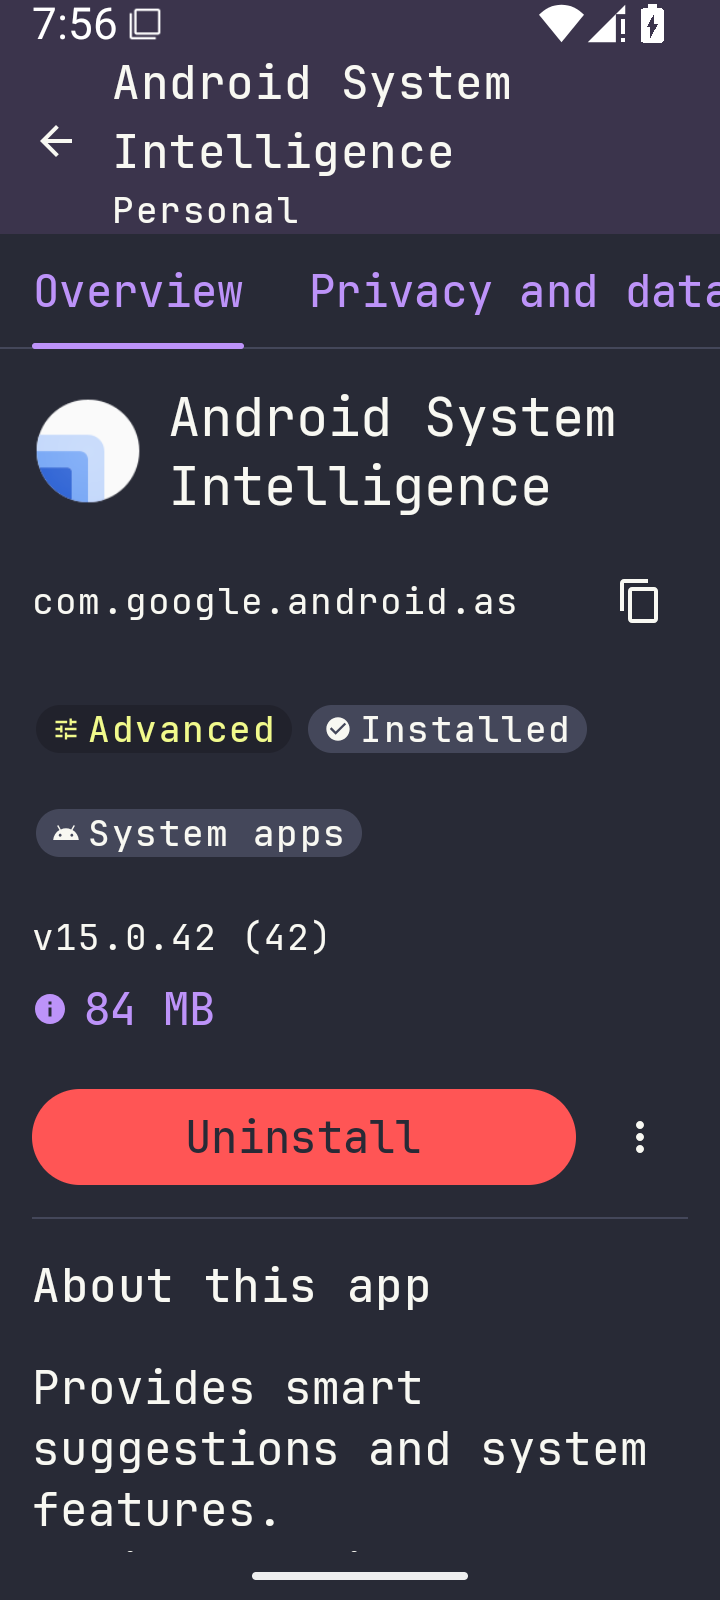 7:56
Android System
Intelligence
Personal
Overview Privacy and data
Android System
Intelligence
com.google.android.as
Advanced Installed
System apps
v15.0.42 (42)
84 MB
Uninstall
About this app
Provides smart
suggestions and system
features.